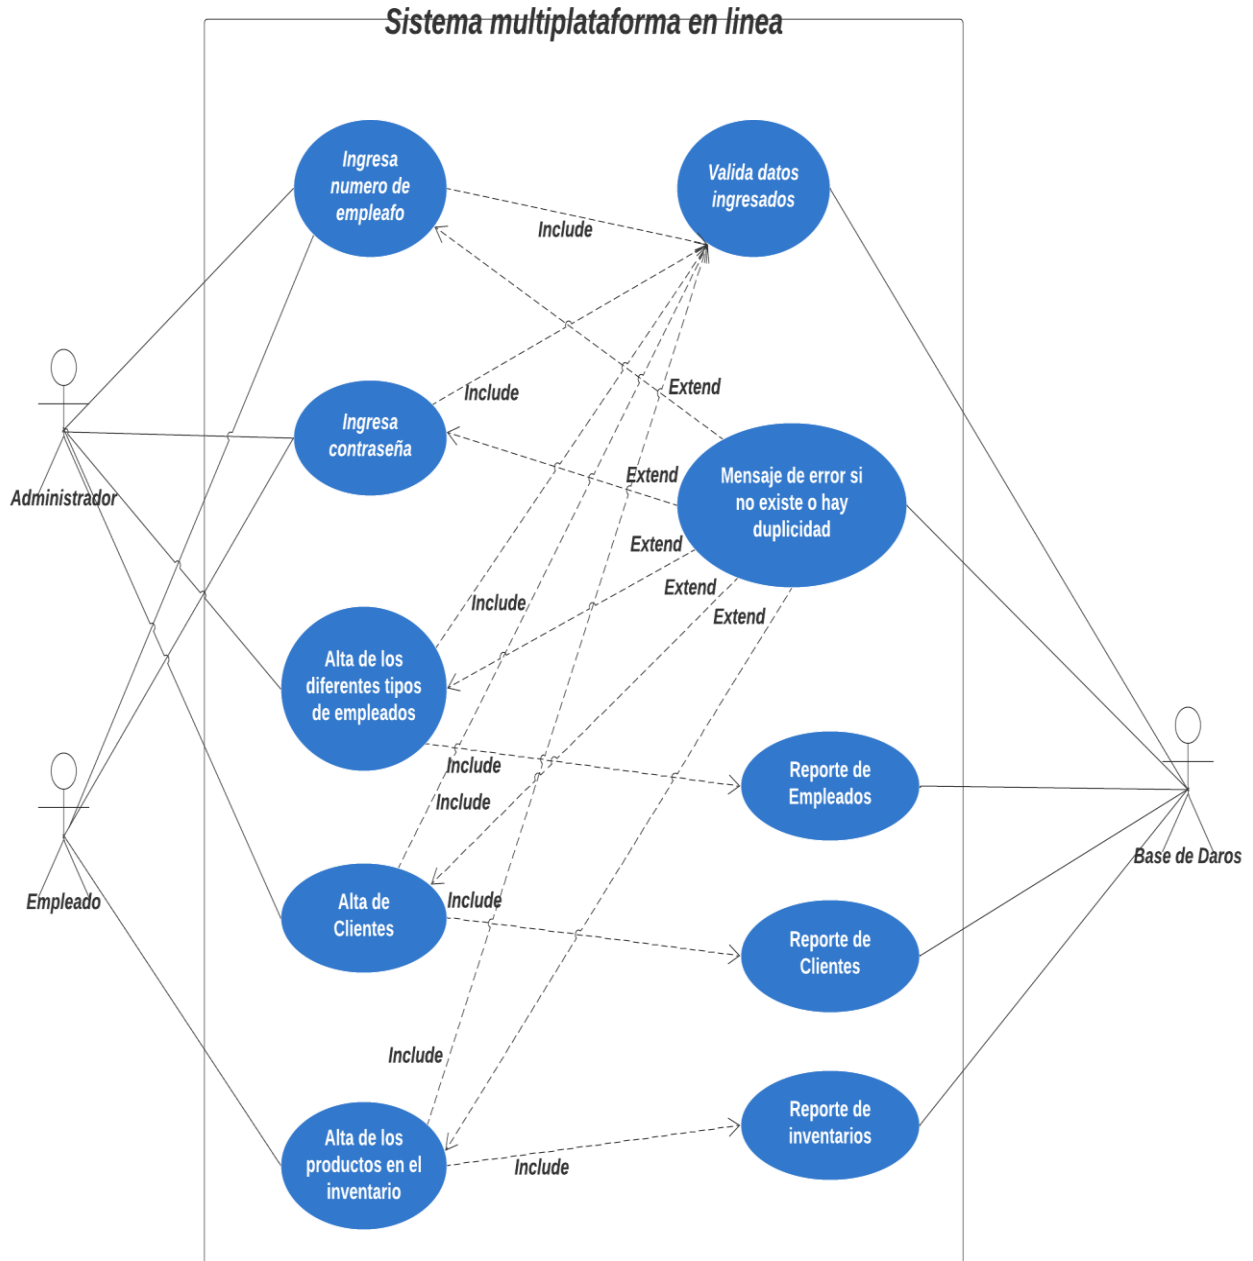 Sistema multiplataforma en linea
Ingresa
numero de
empleafo
Valida datos
ingresados
Include
Extend
Include
Ingresa
contraseña
Extend
Mensaje de error si
no existe o hay
duplicidad
Administrador
Extend
Extend
Include
Extend
Alta de los
diferentes tipos
de empleados
Include
Reporte de
Empleados
Include
Base de Daros
Empleado
Alta de
Clientes
Include
Reporte de
Clientes
Include
Alta de los
productos en el
inventario
Reporte de
inventarios
Include